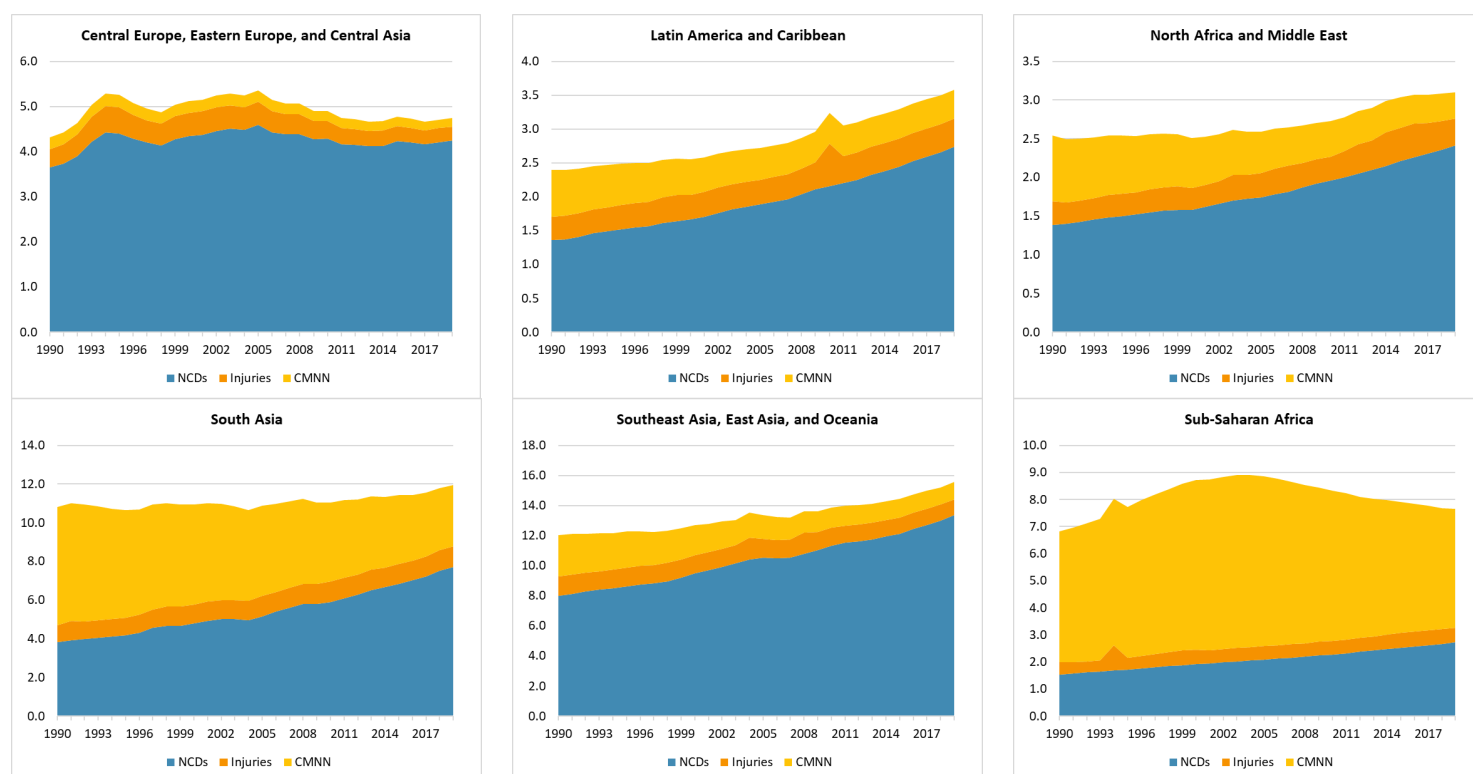 Central Europe, Eastern Europe, and Central Asia
6.0
5.0
4.0
3.0
2.0
1.0
0.0
1990 1993 1996 1999 2002 2005 2008 2011 2014 2017
NCDs Injuries CMNN
Latin America and Caribbean
4.0
3.5
3.0
2.5
2.0
1.5
1.0
0.5
0.0
1990 1993 1996 1999 2002 2005 2008 2011 2014 2017
NCDs Injuries CMNN
North Africa and Middle East
3.5
3.0
2.5
2.0
1.5
1.0
0.5
0.0
1990 1993 1996 1999 2002 2005 2008 2011 2014 2017
NCDs Injuries CMNN
South Asia
14.0
12.0
10.0
8.0
6.0
4.0
2.0
0.0
1990 1993 1996 1999 2002 2005 2008 2011 2014 2017
NCDs Injuries CMNN
Southeast Asia, East Asia, and Oceania
18.0
16.0
14.0
12.0
10.0
8.0
6.0
4.0
2.0
0.0
1990 1993 1996 1999 2002 2005 2008 2011 2014 2017
NCDs Injuries CMNN
Sub-Saharan Africa
10.0
9.0
8.0
7.0
6.0
5.0
4.0
3.0
2.0
1.0
0.0
1990 1993 1996 1999 2002 2005 2008 2011 2014 2017
NCDs Injuries CMNN